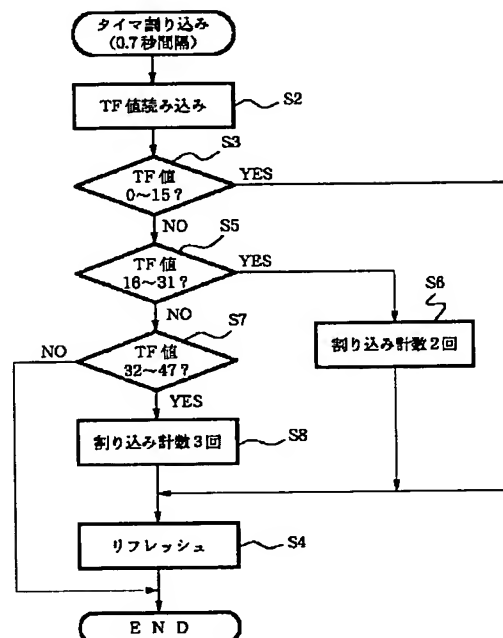 タイマ割り込み
(0.7秒間隔)
TF値読み込み
S2
S3
TF値
0〜15?
YES
NO
S5
TF値
16〜31?
YES
S6
割り込み計数2回
NO
S7
NO
TF値
32〜47?
YES
割り込み計数3回
S8
リフレッシュ
S4
END